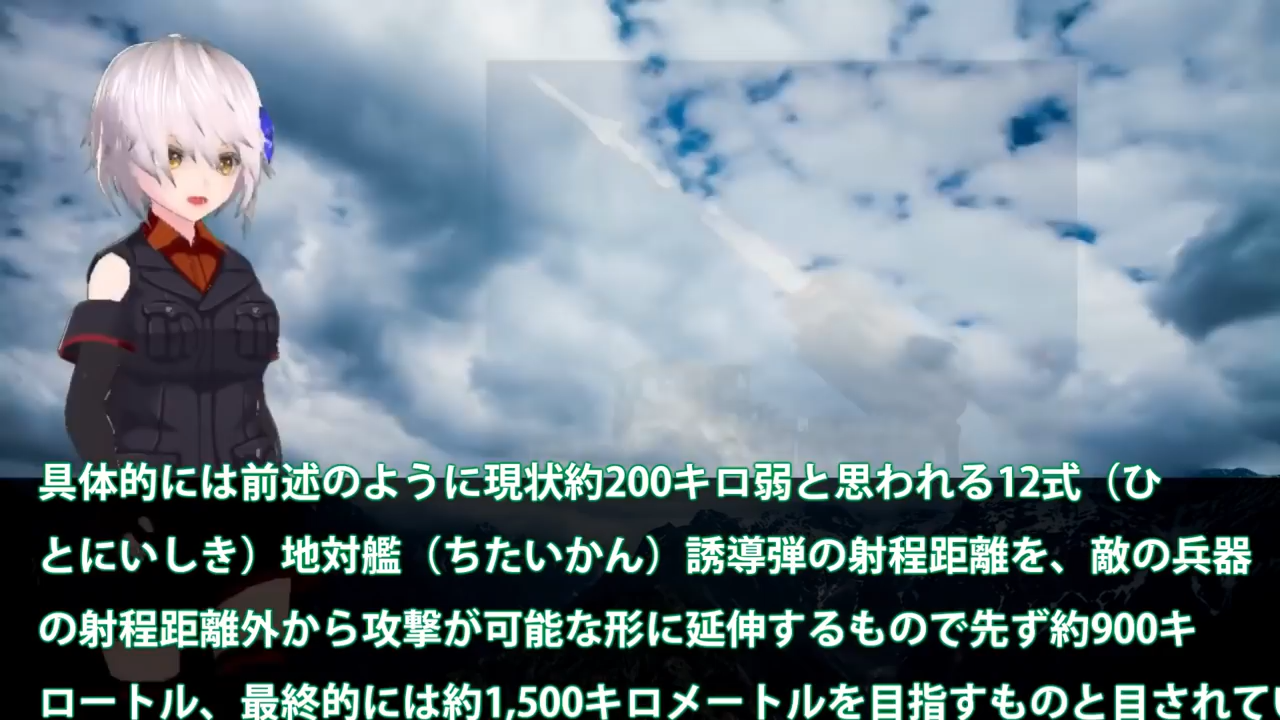 具体的には前述のように現状約200キロ弱と思われる12式（ひ
とにいしき）地対艦（ちたいかん）誘導弾の射程距離を、敵の兵器
の射程距離外から攻撃が可能な形に延伸するもので先ず約900キ
ロートル、最終的には約1,500キロメートルを目指すものと目されてい